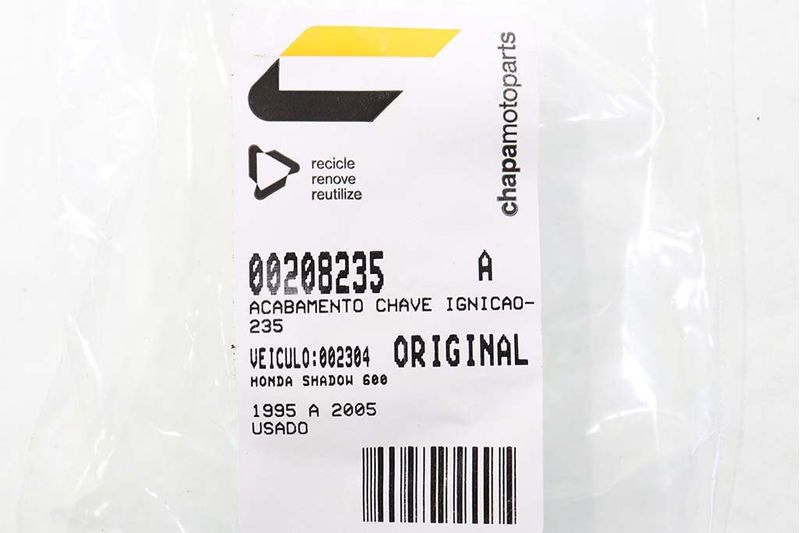 chapamotoparts
recicle
renove
reutilize
00208235 A
ACABAMENTO CHAVE IGNICAO-
235
VEICULO:002304 ORIGINAL
HONDA SHADOW 600
1995 A 2005
USADO